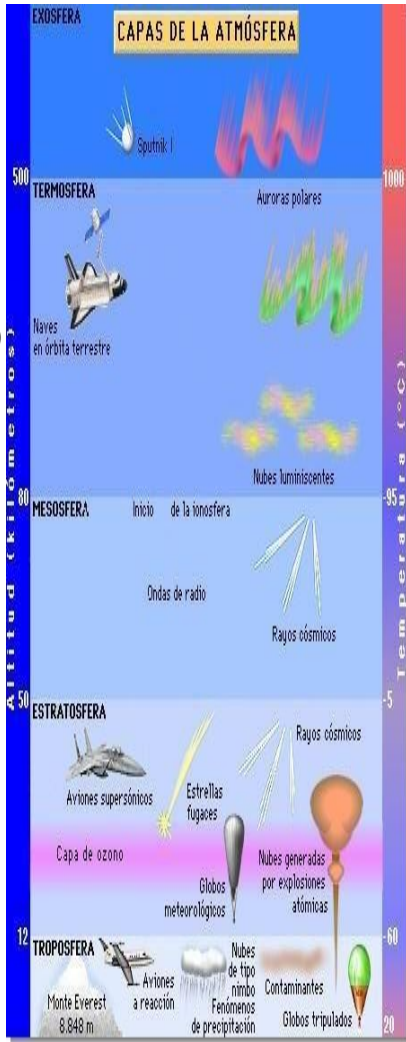 EXOSFERA
CAPAS DE LA ATMÓSFERA
Sputnik I
500
1000
TERMOSFERA
Auroras polares
Naves
en órbita terrestre
Nubes luminiscentes
80
-95
MESOSFERA
Inicio de la ionosfera
Ondas de radio
Rayos cósmicos
Altitud (kilómetros)
Temperatura (°C)
50
-5
ESTRATOSFERA
Rayos cósmicos
Aviones supersónicos
Estrellas
fugaces
Capa de ozono
Globos
meteorológicos
Nubes generadas
por explosiones
atómicas
12
-60
TROPOSFERA
Monte Everest
8.848 m
Aviones
a reacción
Nubes
de tipo
nimbo
Fenómenos
de precipitación
Contaminantes
Globos tripulados
20